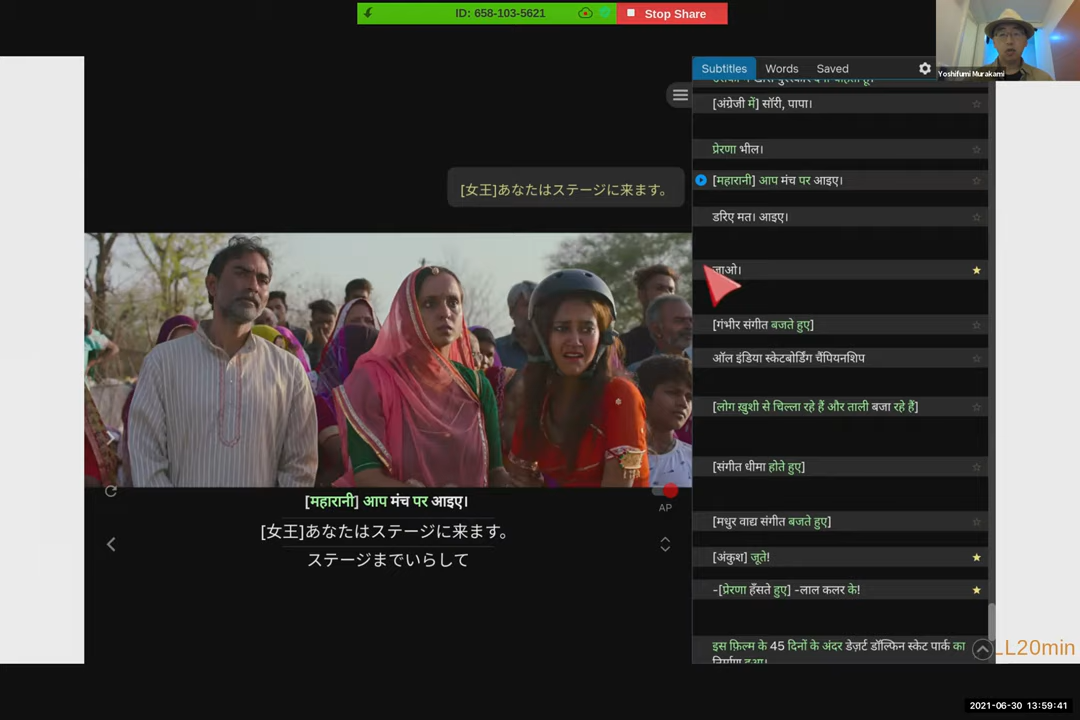 ID: 658-103-5621
Stop Share
Yoshifumi Murakami
Subtitles
Words
Saved
[अंग्रेजी में] सॉरी, पापा।
प्रेरणा भील।
[महारानी] आप मंच पर आइए।
डरिए मत। आइए।
जाओ।
[गंभीर संगीत बजते हुए]
ऑल इंडिया स्केटबोर्डिंग चैंपियनशिप
[लोग ख़ुशी से चिल्ला रहे हैं और ताली बजा रहे हैं]
[संगीत धीमा होते हुए]
[मधुर वाद्य संगीत बजते हुए]
[अंकुश] जूते!
-[प्रेरणा हँसते हुए] -लाल कलर के!
इस फ़िल्म के 45 दिनों के अंदर डेज़र्ट डॉल्फिन स्केट पार्क का
[女王]あなたはステージに来ます。
AP
[महारानी] आप मंच पर आइए।
[女王]あなたはステージに来ます。
ステージまでいらして
LL20min
2021-06-30 13:59:41